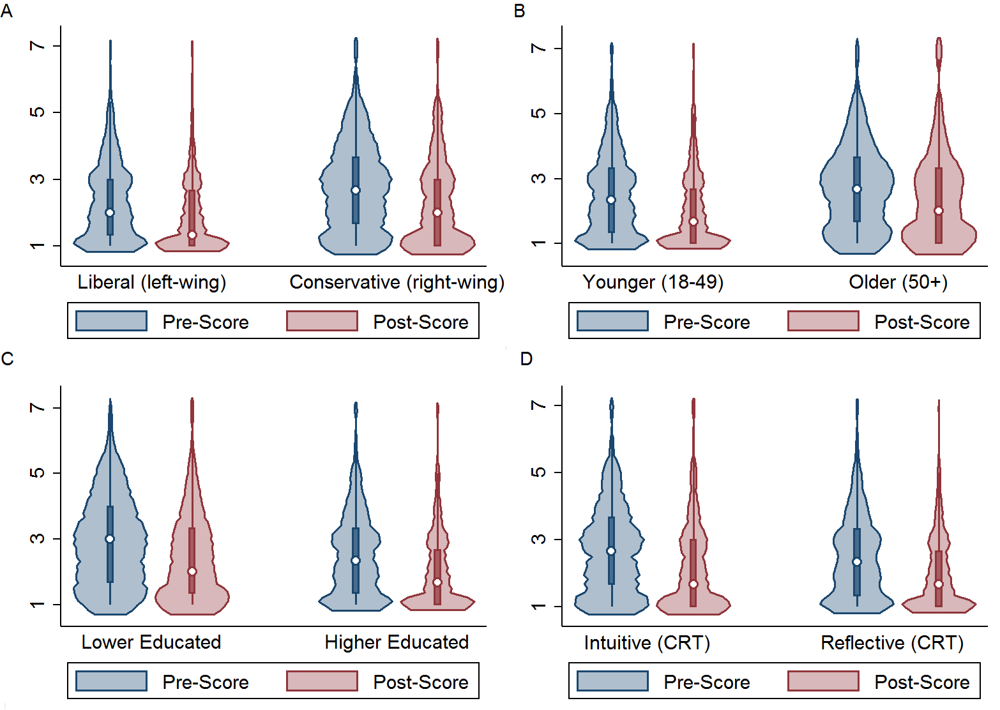 A
7
5
3
1
Liberal (left-wing) Conservative (right-wing)
Pre-Score Post-Score
B
7
5
3
1
Younger (18-49) Older (50+)
Pre-Score Post-Score
C
7
5
3
1
Lower Educated Higher Educated
Pre-Score Post-Score
D
7
5
3
1
Intuitive (CRT) Reflective (CRT)
Pre-Score Post-Score